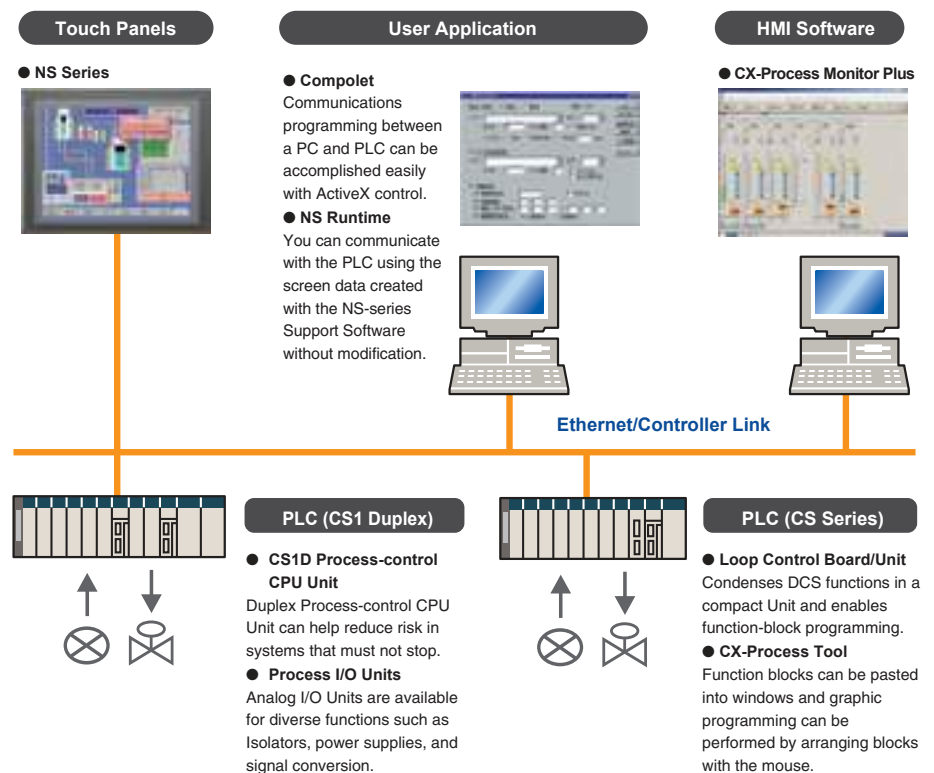 Touch Panels
User Application
HMI Software
● NS Series
● Compolet
Communications
programming between
a PC and PLC can be
accomplished easily
with ActiveX control.
● NS Runtime
You can communicate
with the PLC using the
screen data created
with the NS-series
Support Software
without modification.
● CX-Process Monitor Plus
Ethernet/Controller Link
PLC (CS1 Duplex)
● CS1D Process-control
CPU Unit
Duplex Process-control CPU
Unit can help reduce risk in
systems that must not stop.
● Process I/O Units
Analog I/O Units are available
for diverse functions such as
Isolators, power supplies, and
signal conversion.
PLC (CS Series)
● Loop Control Board/Unit
Condenses DCS functions in a
compact Unit and enables
function-block programming.
● CX-Process Tool
Function blocks can be pasted
into windows and graphic
programming can be
performed by arranging blocks
with the mouse.